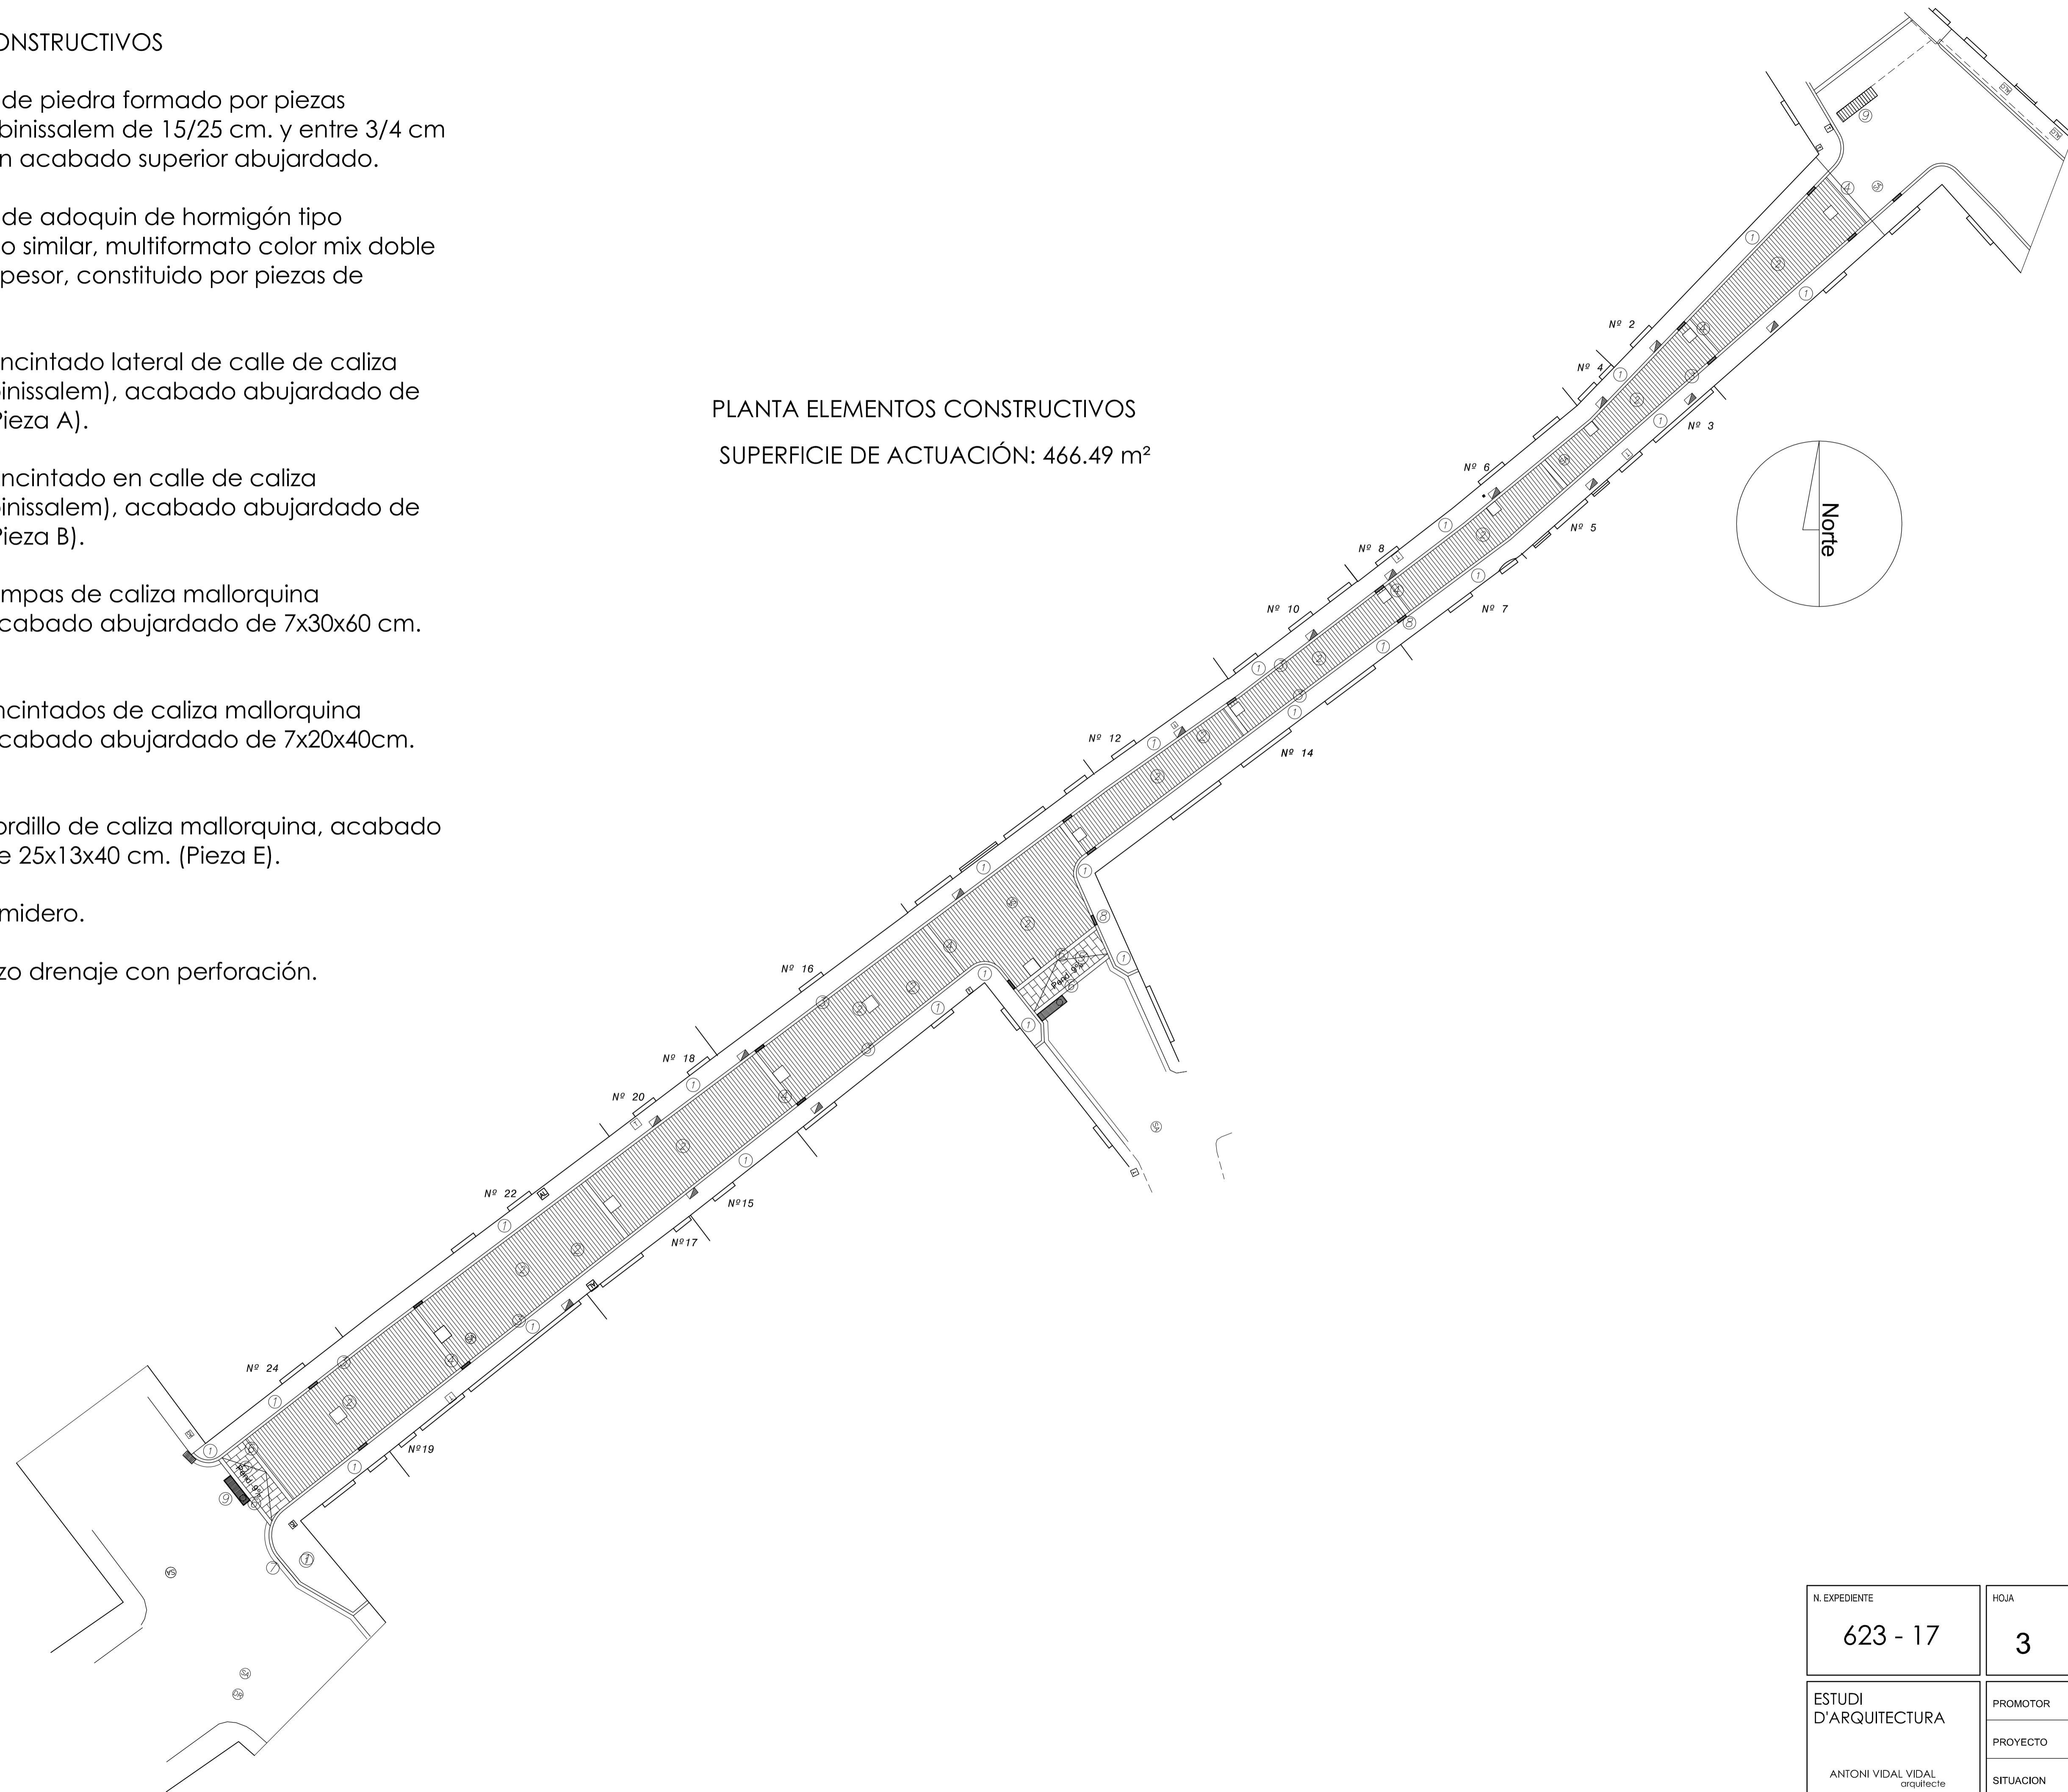 ONSTRUCTIVOS
de piedra formado por piezas
binissalem de 15/25 cm. y entre 3/4 cm
n acabado superior abujardado.
de adoquin de hormigón tipo
o similar, multiformato color mix doble
pesor, constituido por piezas de
ncintado lateral de calle de caliza
binissalem), acabado abujardado de
Pieza A).
ncintado en calle de caliza
binissalem), acabado abujardado de
Pieza B).
mpas de caliza mallorquina
cabado abujardado de 7x30x60 cm.
ncintados de caliza mallorquina
cabado abujardado de 7x20x40cm.
ordillo de caliza mallorquina, acabado
e 25x13x40 cm. (Pieza E).
midero.
zo drenaje con perforación.
PLANTA ELEMENTOS CONSTRUCTIVOS
SUPERFICIE DE ACTUACIÓN: 466.49 m²
Norte
Nº 2
Nº 4
Nº 3
Nº 6
Nº 5
Nº 8
Nº 10
Nº 7
Nº 12
Nº 14
Nº 16
Nº 18
Nº 20
Nº 22
Nº15
Nº17
Nº 24
Nº19
N. EXPEDIENTE
623 - 17
HOJA
3
ESTUDI
D'ARQUITECTURA
ANTONI VIDAL VIDAL
arquitecte
PROMOTOR
PROYECTO
SITUACION